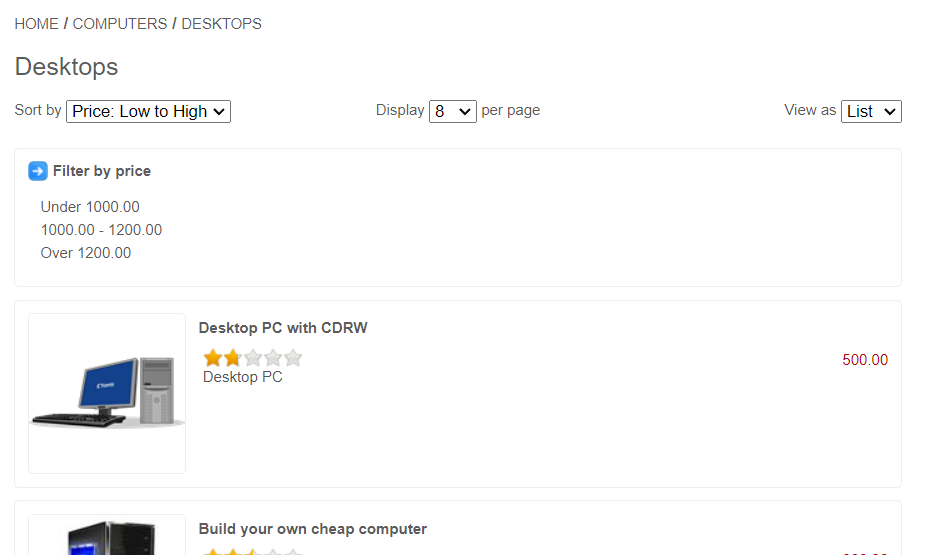 HOME / COMPUTERS / DESKTOPS
Desktops
Sort by Price: Low to High Display 8 per page View as List
Filter by price
Under 1000.00
1000.00 - 1200.00
Over 1200.00
Desktop PC with CDRW
500.00
Desktop PC
Build your own cheap computer